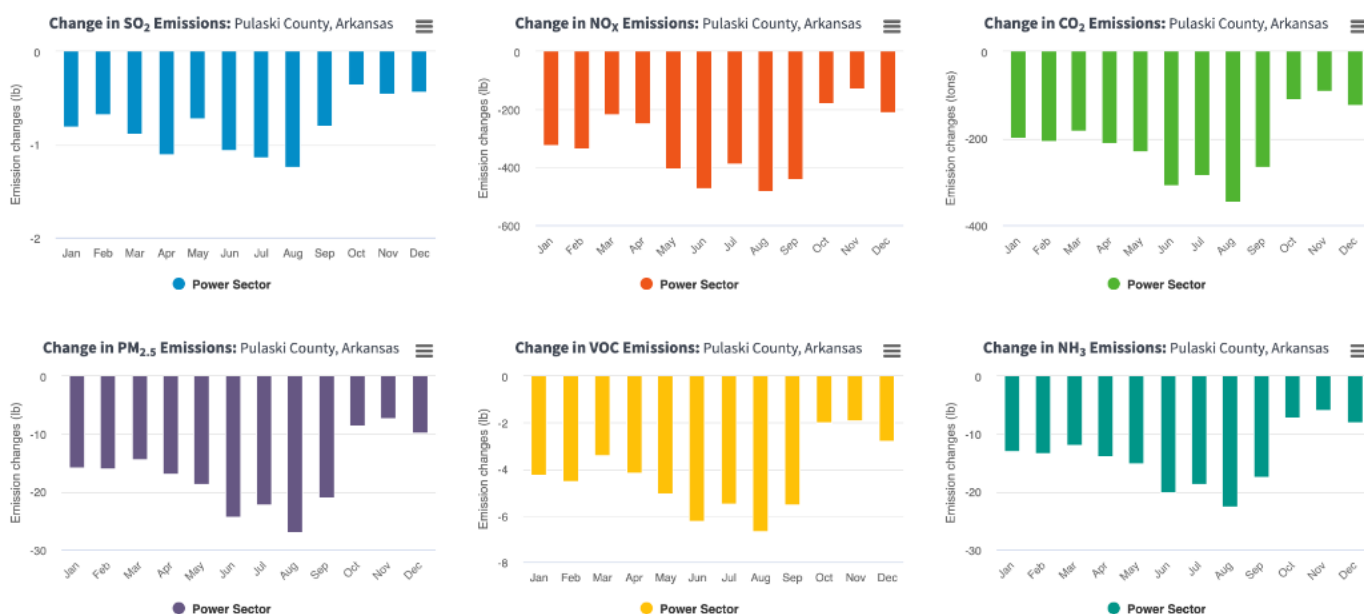 Change in SO₂ Emissions: Pulaski County, Arkansas
Emission changes (lb)
0
-1
-2
Jan Feb Mar Apr May Jun Jul Aug Sep Oct Nov Dec
Power Sector
Change in NOX Emissions: Pulaski County, Arkansas
Emission changes (lb)
0
-200
-400
-600
Jan Feb Mar Apr May Jun Jul Aug Sep Oct Nov Dec
Power Sector
Change in CO₂ Emissions: Pulaski County, Arkansas
Emission changes (tons)
0
-200
-400
Jan Feb Mar Apr May Jun Jul Aug Sep Oct Nov Dec
Power Sector
Change in PM₂.₅ Emissions: Pulaski County, Arkansas
Emission changes (lb)
0
-10
-20
-30
Jan Feb Mar Apr May Jun Jul Aug Sep Oct Nov Dec
Power Sector
Change in VOC Emissions: Pulaski County, Arkansas
Emission changes (lb)
0
-2
-4
-6
-8
Jan Feb Mar Apr May Jun Jul Aug Sep Oct Nov Dec
Power Sector
Change in NH₃ Emissions: Pulaski County, Arkansas
Emission changes (lb)
0
-10
-20
-30
Jan Feb Mar Apr May Jun Jul Aug Sep Oct Nov Dec
Power Sector